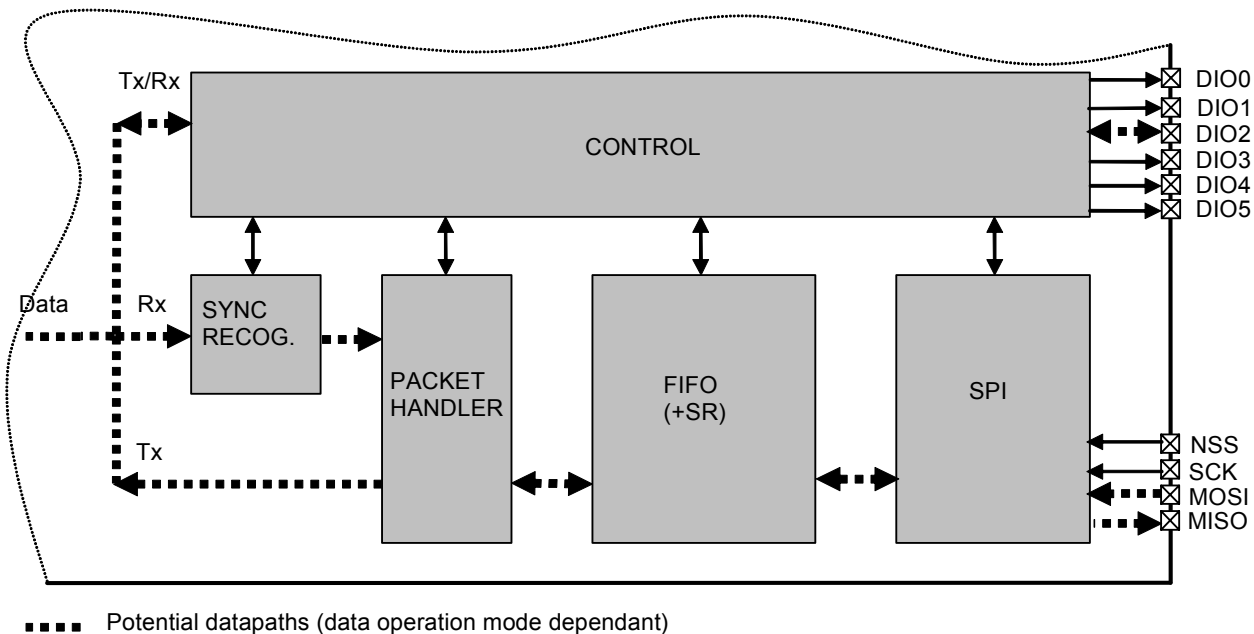 Tx/Rx
CONTROL
DIO0
DIO1
DIO2
DIO3
DIO4
DIO5
Data
Rx
SYNC
RECOG.
PACKET
HANDLER
FIFO
(+SR)
SPI
Tx
NSS
SCK
MOSI
MISO
Potential datapaths (data operation mode dependant)